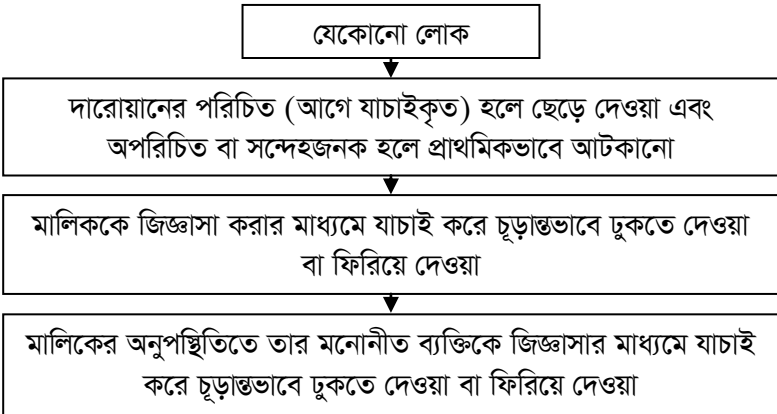 যেকোনো লোক
দারোয়ানের পরিচিত (আগে যাচাইকৃত) হলে ছেড়ে দেওয়া এবং
অপরিচিত বা সন্দেহজনক হলে প্রাথমিকভাবে আটকানো
মালিককে জিজ্ঞাসা করার মাধ্যমে যাচাই করে চূড়ান্তভাবে ঢুকতে দেওয়া
বা ফিরিয়ে দেওয়া
মালিকের অনুপস্থিতিতে তার মনোনীত ব্যক্তিকে জিজ্ঞাসার মাধ্যমে যাচাই
করে চূড়ান্তভাবে ঢুকতে দেওয়া বা ফিরিয়ে দেওয়া